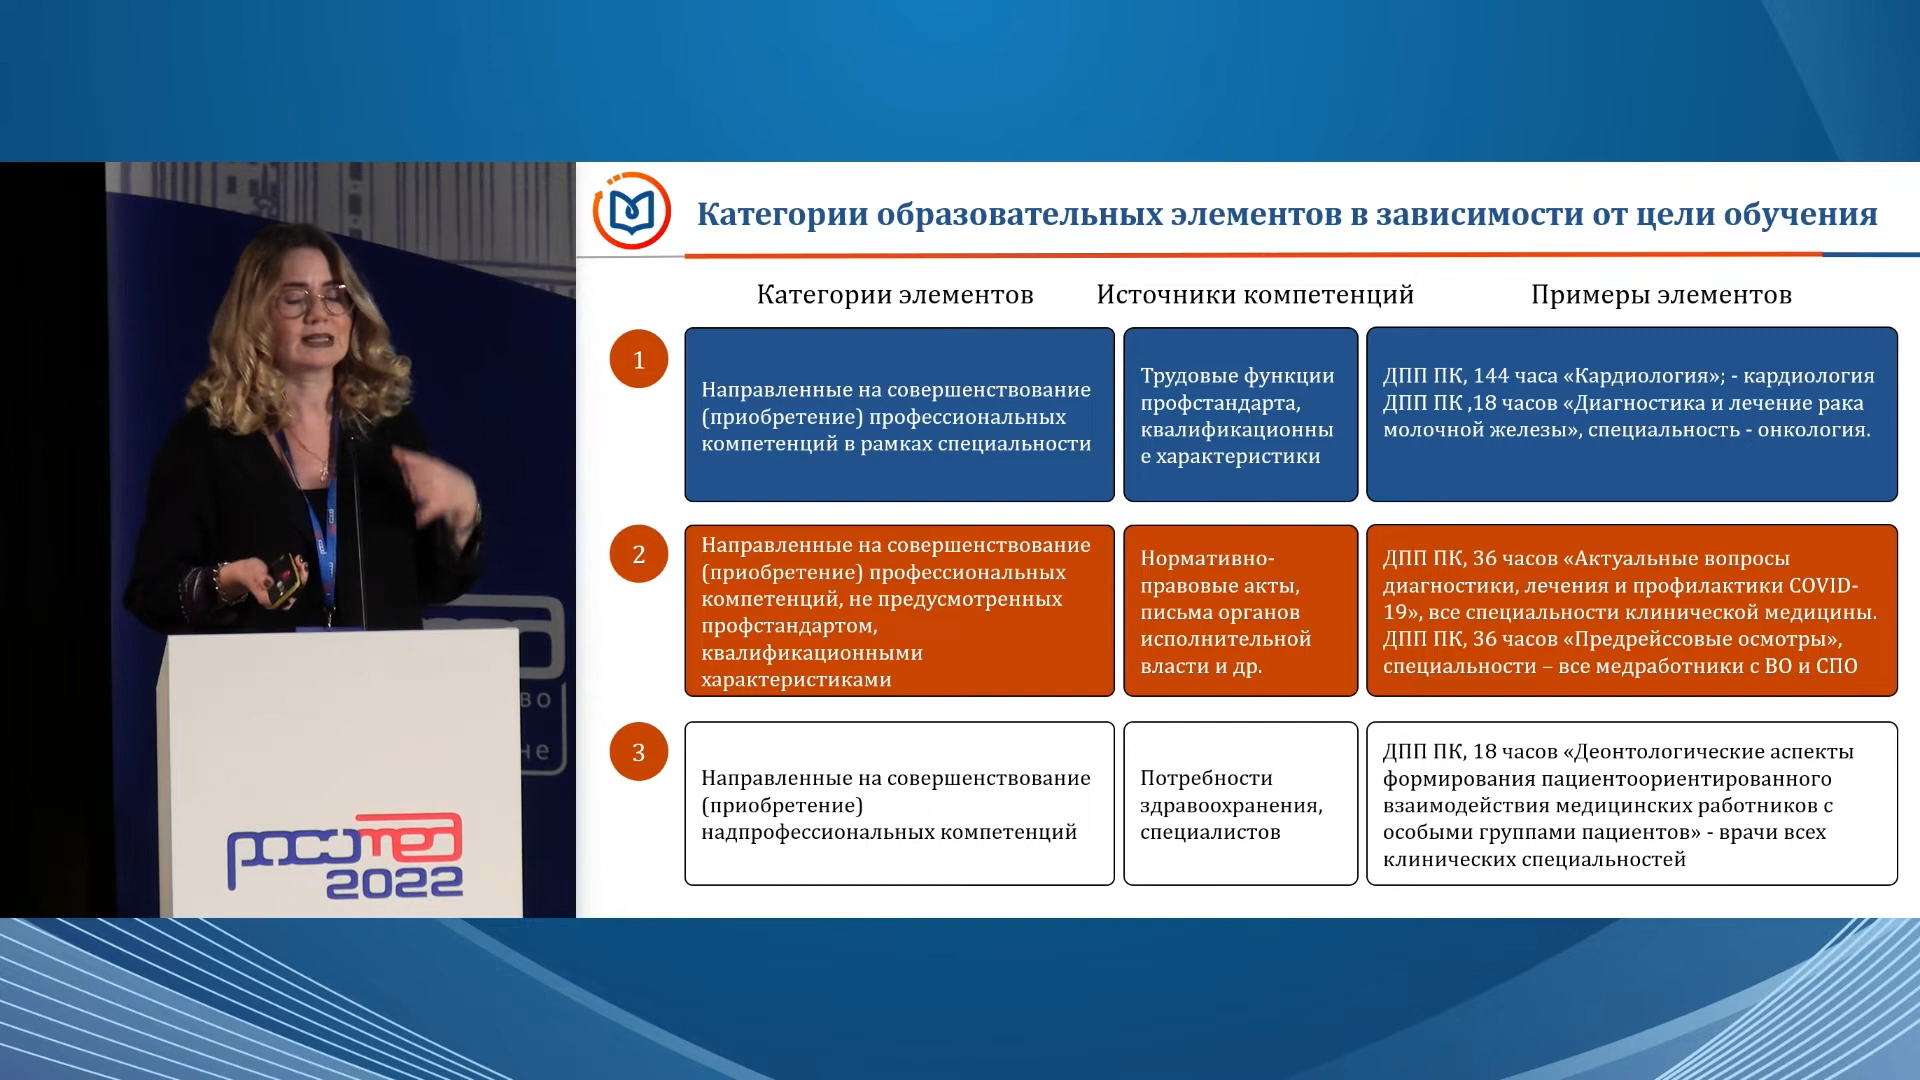 Категории образовательных элементов в зависимости от цели обучения
Категории элементов
Источники компетенций
Примеры элементов
1
Направленные на совершенствование
(приобретение) профессиональных
компетенций в рамках специальности
Трудовые функции
профстандарта,
квалификационны
е характеристики
ДПП ПК, 144 часа «Кардиология»; - кардиология
ДПП ПК ,18 часов «Диагностика и лечение рака
молочной железы», специальность - онкология.
2
Направленные на совершенствование
(приобретение) профессиональных
компетенций, не предусмотренных
профстандартом,
квалификационными
характеристиками
Нормативно-
правовые акты,
письма органов
исполнительной
власти и др.
ДПП ПК, 36 часов «Актуальные вопросы
диагностики, лечения и профилактики COVID-
19», все специальности клинической медицины.
ДПП ПК, 36 часов «Предрейссовые осмотры»,
специальности – все медработники с ВО и СПО
3
Направленные на совершенствование
(приобретение)
надпрофессиональных компетенций
Потребности
здравоохранения,
специалистов
ДПП ПК, 18 часов «Деонтологические аспекты
формирования пациентоориентированного
взаимодействия медицинских работников с
особыми группами пациентов» - врачи всех
клинических специальностей
росомед
2022